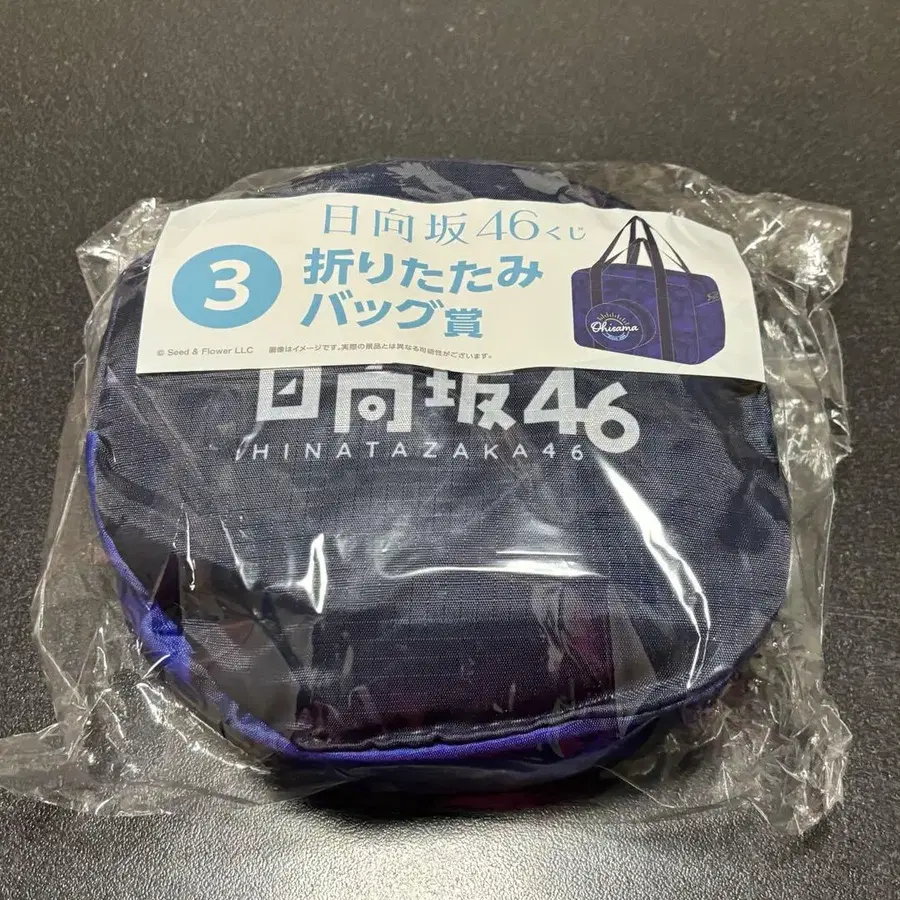 日向坂46くじ
3
折りたたみ
バッグ賞
Ohisama
© Seed & Flower LLC
画像はイメージです。実際の景品とは異なる可能性がございます。
日向坂46
HINATAZAKA46